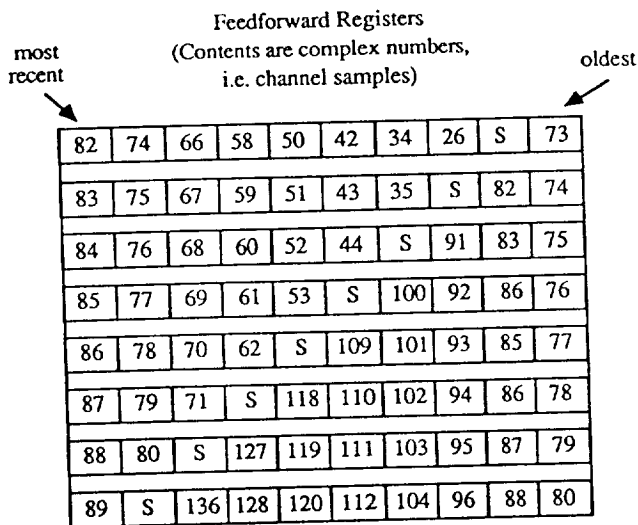 Feedforward Registers
(Contents are complex numbers,
i.e. channel samples)
most
recent
oldest
82 74 66 58 50 42 34 26 S 73
83 75 67 59 51 43 35 S 82 74
84 76 68 60 52 44 S 91 83 75
85 77 69 61 53 S 100 92 86 76
86 78 70 62 S 109 101 93 85 77
87 79 71 S 118 110 102 94 86 78
88 80 S 127 119 111 103 95 87 79
89 S 136 128 120 112 104 96 88 80